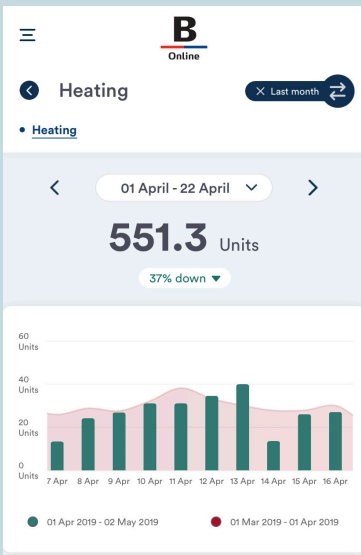 B
Online
Heating
× Last month
Heating
01 April - 22 April
551.3 Units
37% down
60
Units
40
Units
20
Units
0
Units
7 Apr 8 Apr 9 Apr 10 Apr 11 Apr 12 Apr 13 Apr 14 Apr 15 Apr 16 Apr
01 Apr 2019 - 02 May 2019 01 Mar 2019 - 01 Apr 2019